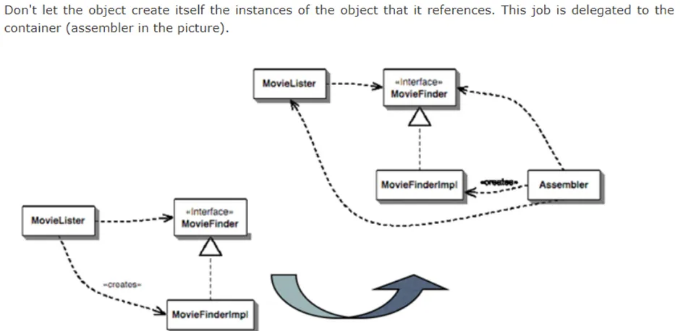 Don't let the object create itself the instances of the object that it references. This job is delegated to the
container (assembler in the picture).
MovieLister
«interface»
MovieFinder
MovieFinderImpl
«creates»
Assembler
MovieLister
«interface»
MovieFinder
«creates»
MovieFinderImpl